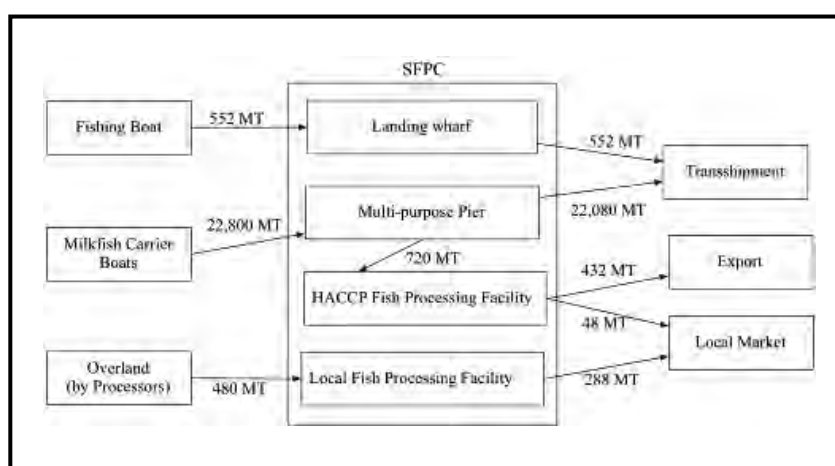 SFPC
Fishing Boat
552 MT
Landing wharf
552 MT
Transshipment
Milkfish Carrier
Boats
22,800 MT
Multi-purpose Pier
22,080 MT
720 MT
HACCP Fish Processing Facility
432 MT
Export
48 MT
Local Market
Overland
(by Processors)
480 MT
Local Fish Processing Facility
288 MT